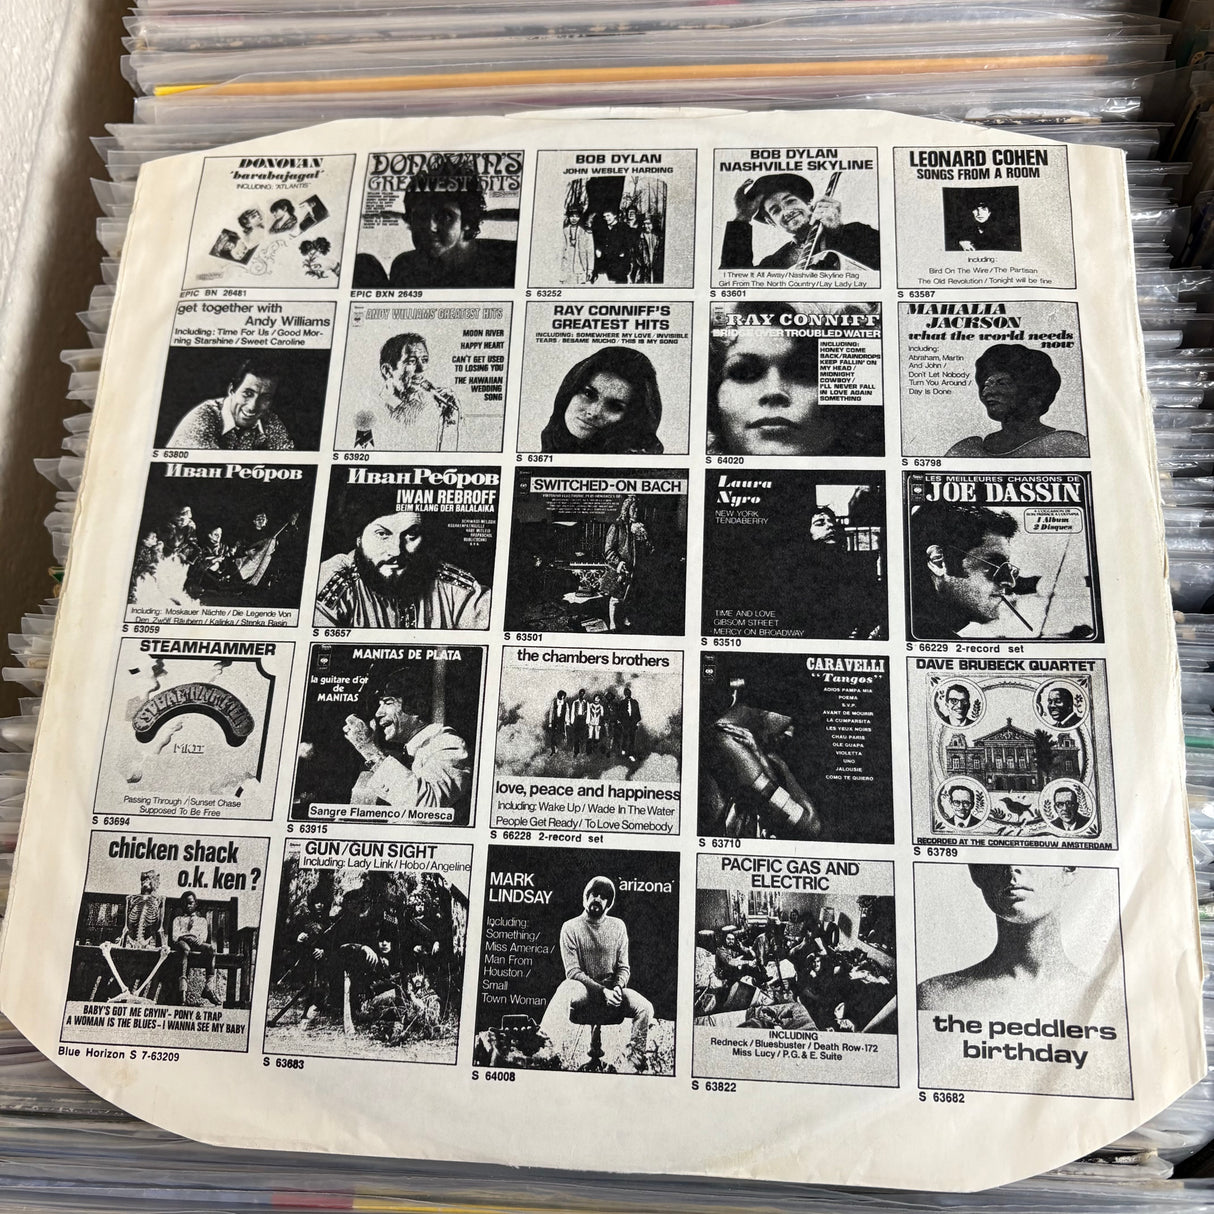 DONOVAN
'barabajagal'
INCLUDING: 'ATLANTIS'
EPIC BN 26481
DONOVAN'S
GREATEST HITS
EPIC BXN 26439
BOB DYLAN
JOHN WESLEY HARDING
S 63252
BOB DYLAN
NASHVILLE SKYLINE
I Threw It All Away/Nashville Skyline Rag
Girl From The North Country/Lay Lady Lay
S 63601
LEONARD COHEN
SONGS FROM A ROOM
Including:
Bird On The Wire/The Partisan
The Old Revolution/Tonight will be fine
S 63587
get together with
Andy Williams
Including: Time For Us / Good Mor-
ning Starshine / Sweet Caroline
S 63800
ANDY WILLIAMS' GREATEST HITS
MOON RIVER
HAPPY HEART
CAN'T GET USED
TO LOSING YOU
THE HAWAIIAN
WEDDING
SONG
S 63920
RAY CONNIFF'S
GREATEST HITS
INCLUDING: SOMEWHERE MY LOVE/INVISIBLE
TEARS/BESAME MUCHO/THIS IS MY SONG
S 63671
RAY CONNIFF
BRIDGE OVER TROUBLED WATER
INCLUDING:
HONEY COME
BACK/RAINDROPS
KEEP FALLIN' ON
MY HEAD/
MIDNIGHT
COWBOY/
I'LL NEVER FALL
IN LOVE AGAIN
SOMETHING
S 64020
MAHALIA
JACKSON
what the world needs
now
Including:
Abraham, Martin
And John /
Don't Let Nobody
Turn You Around /
Day Is Done
S 63798
Иван Ребров
Including: Moskauer Nächte / Die Legende Von
Den Zwölf Räubern / Kalinka / Stenka Rasin
S 63059
Иван Ребров
IWAN REBROFF
BEIM KLANG DER BALALAIKA
S 63657
SWITCHED-ON BACH
S 63501
Laura
Nyro
NEW YORK
TENDABERRY
TIME AND LOVE
GIBSOM STREET
MERCY ON BROADWAY
S 63510
LES MEILLEURES CHANSONS DE
JOE DASSIN
1 Album
2 Disques
S 66229 2-record set
STEAMHAMMER
STEAMHAMMER
MK II
Passing Through / Sunset Chase
Supposed To Be Free
S 63694
MANITAS DE PLATA
la guitare d'or
de
MANITAS
Sangre Flamenco / Moresca
S 63915
the chambers brothers
love, peace and happiness
Including: Wake Up / Wade In The Water
People Get Ready / To Love Somebody
S 66228 2-record set
CARAVELLI
"Tangos"
ADIOS PAMPA MIA
POEMA
S.V.P.
AVANT DE MOURIR
LA CUMPARSITA
LES YEUX NOIRS
CHAU PARIS
OLE GUAPA
VIOLETTA
UNO
JALOUSIE
COMO TE QUIERO
S 63710
DAVE BRUBECK QUARTET
RECORDED AT THE CONCERTGEBOUW AMSTERDAM
S 63789
chicken shack
o.k. ken?
BABY'S GOT ME CRYIN' - PONY & TRAP
A WOMAN IS THE BLUES - I WANNA SEE MY BABY
Blue Horizon S 7-63209
GUN/GUN SIGHT
Including: Lady Link / Hobo / Angeline
S 63683
MARK
LINDSAY
'arizona'
Including:
Something/
Miss America/
Man From
Houston/
Small
Town Woman
S 64008
PACIFIC GAS AND
ELECTRIC
INCLUDING
Redneck / Bluesbuster / Death Row-172
Miss Lucy / P.G. & E. Suite
S 63822
the peddlers
birthday
S 63682